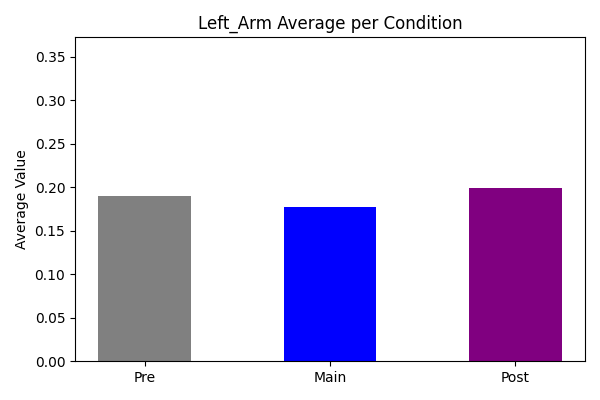 Left_Arm Average per Condition
Average Value
0.35
0.30
0.25
0.20
0.15
0.10
0.05
0.00
Pre
Main
Post